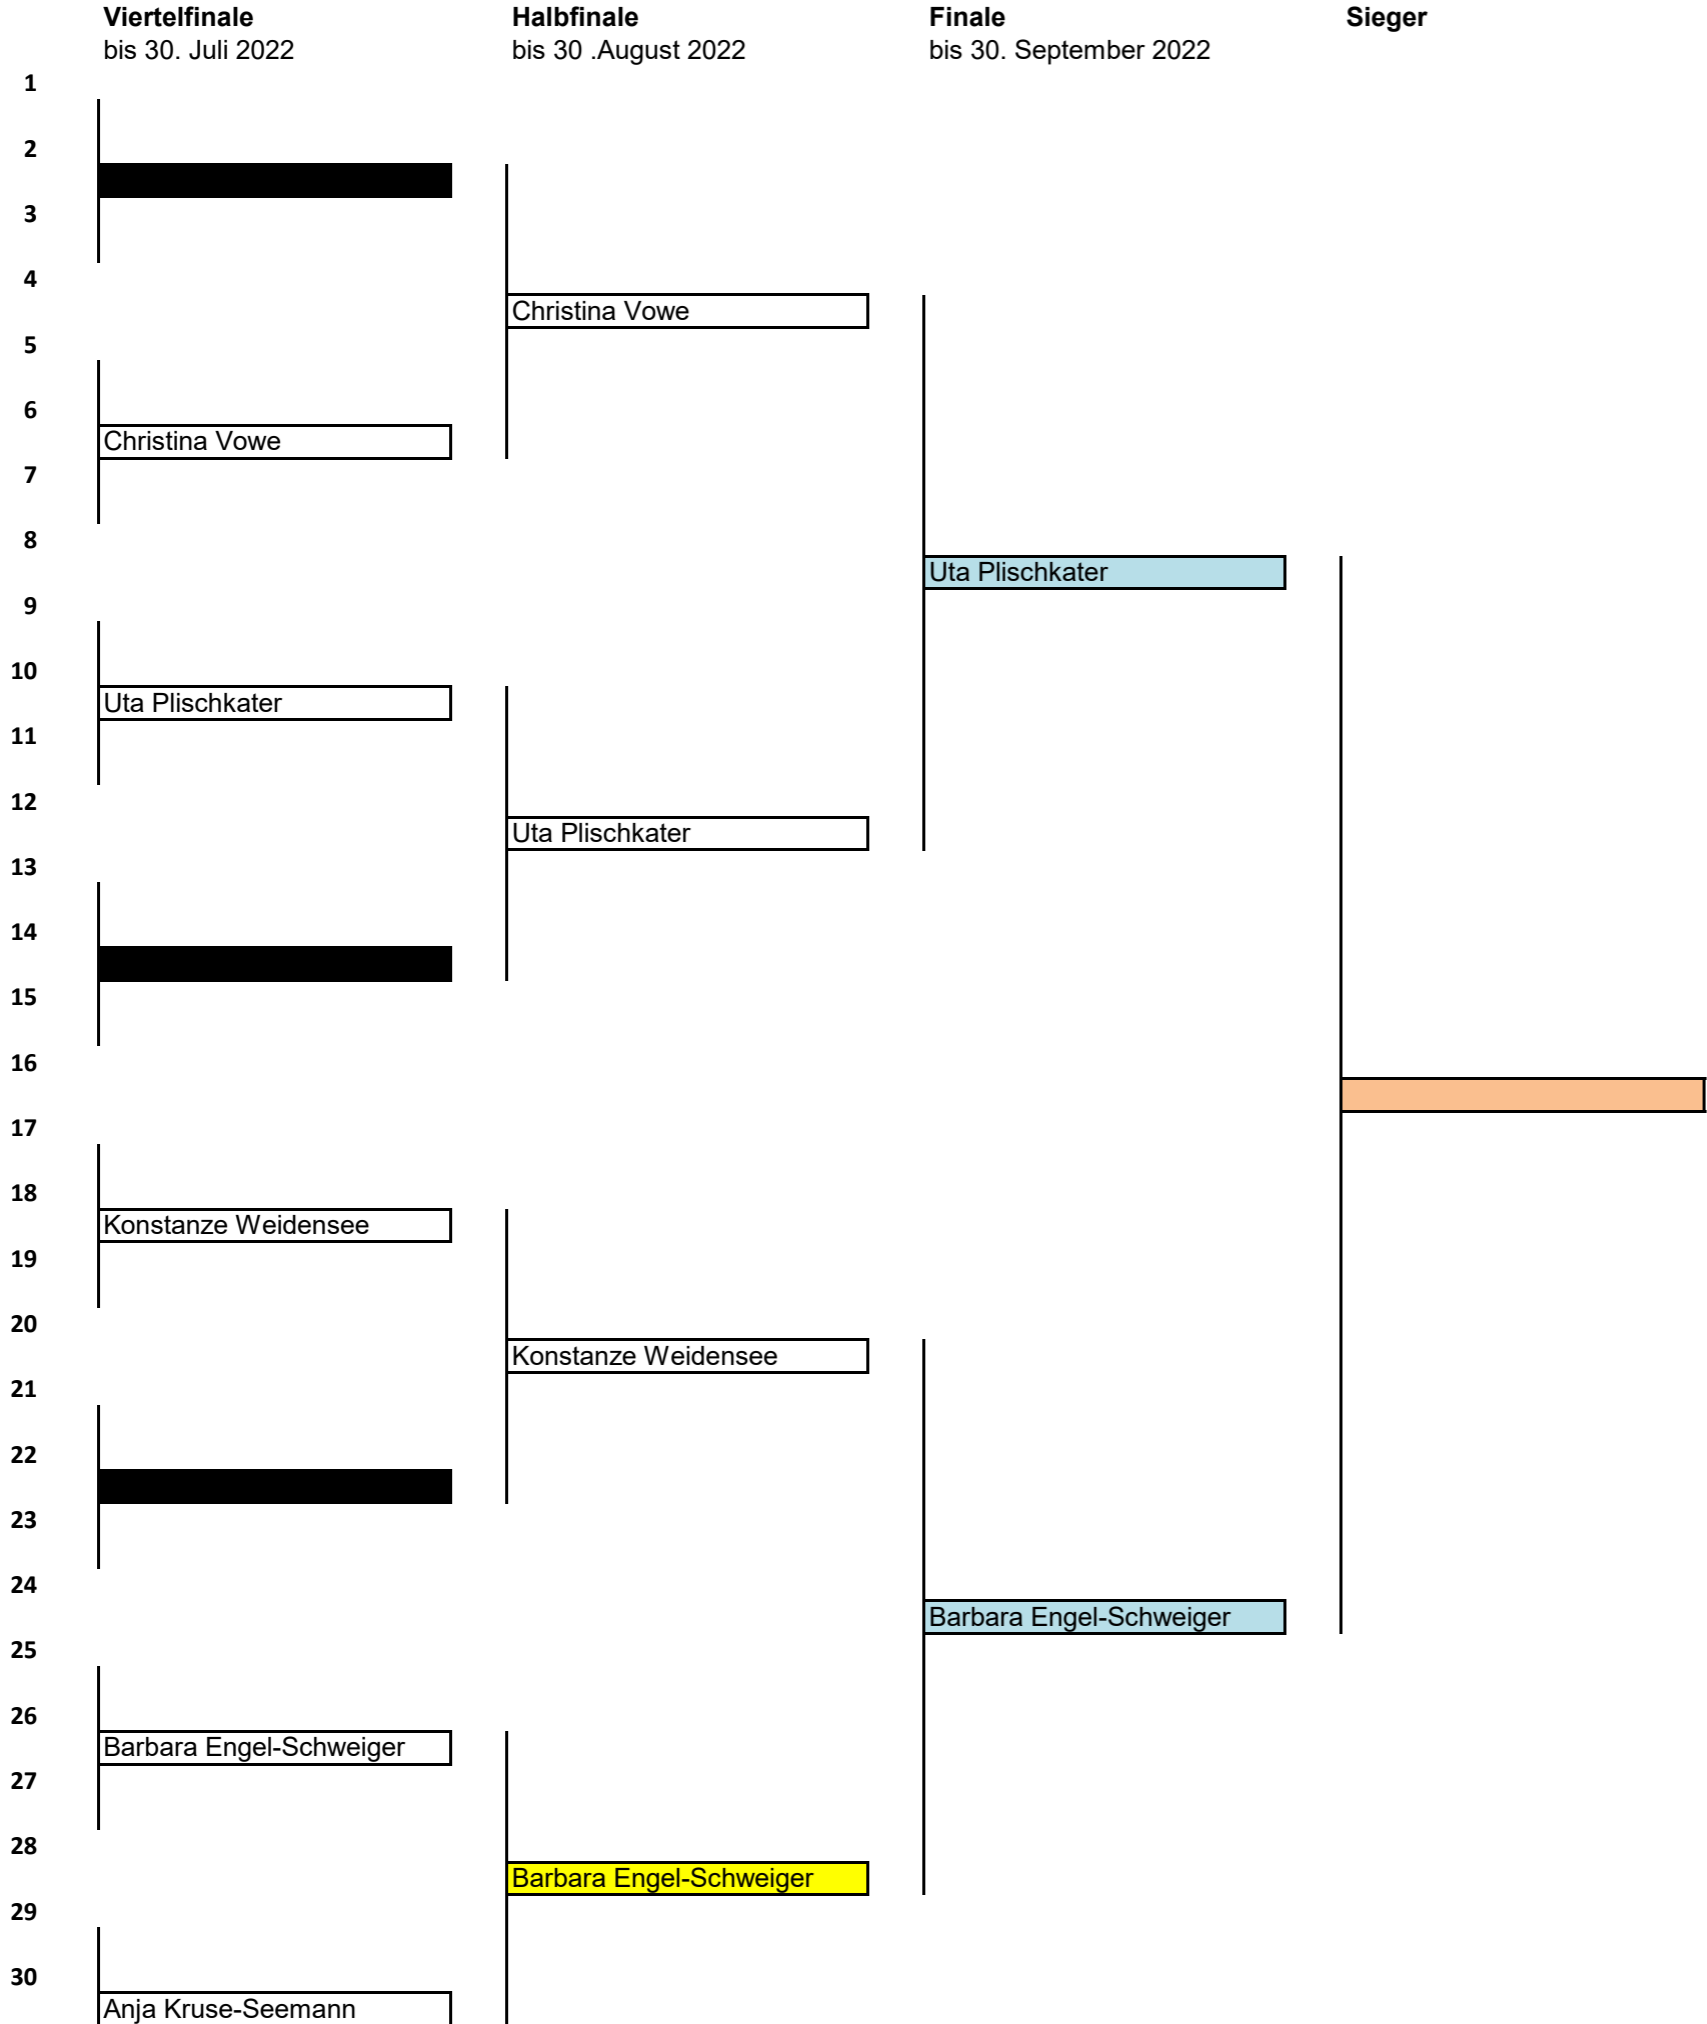 Viertelfinale Halbfinale Finale Sieger
bis 30. Juli 2022 bis 30 .August 2022 bis 30. September 2022
1
2
3
4
Christina Vowe
5
6
Christina Vowe
7
8
Uta Plischkater
9
10
Uta Plischkater
11
12
Uta Plischkater
13
14
15
16
17
18
Konstanze Weidensee
19
20
Konstanze Weidensee
21
22
23
24
Barbara Engel-Schweiger
25
26
Barbara Engel-Schweiger
27
28
Barbara Engel-Schweiger
29
30
Anja Kruse-Seemann